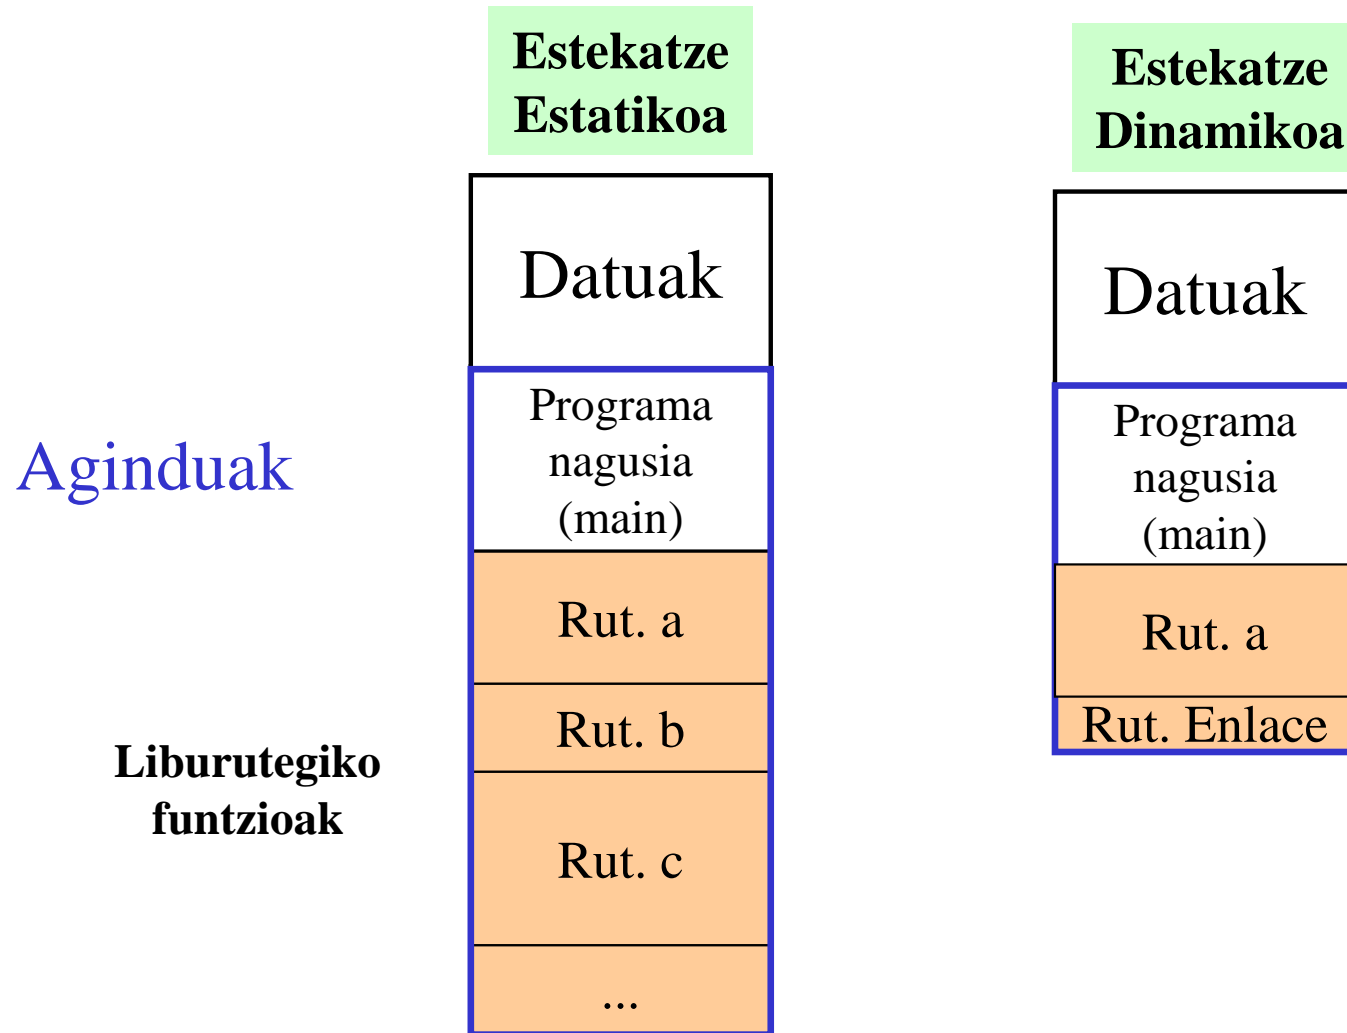 Estekatze
Estatikoa
Estekatze
Dinamikoa
Datuak
Datuak
Aginduak
Programa
nagusia
(main)
Programa
nagusia
(main)
Rut. a
Rut. a
Rut. b
Rut. Enlace
Liburutegiko
funtzioak
Rut. c
...